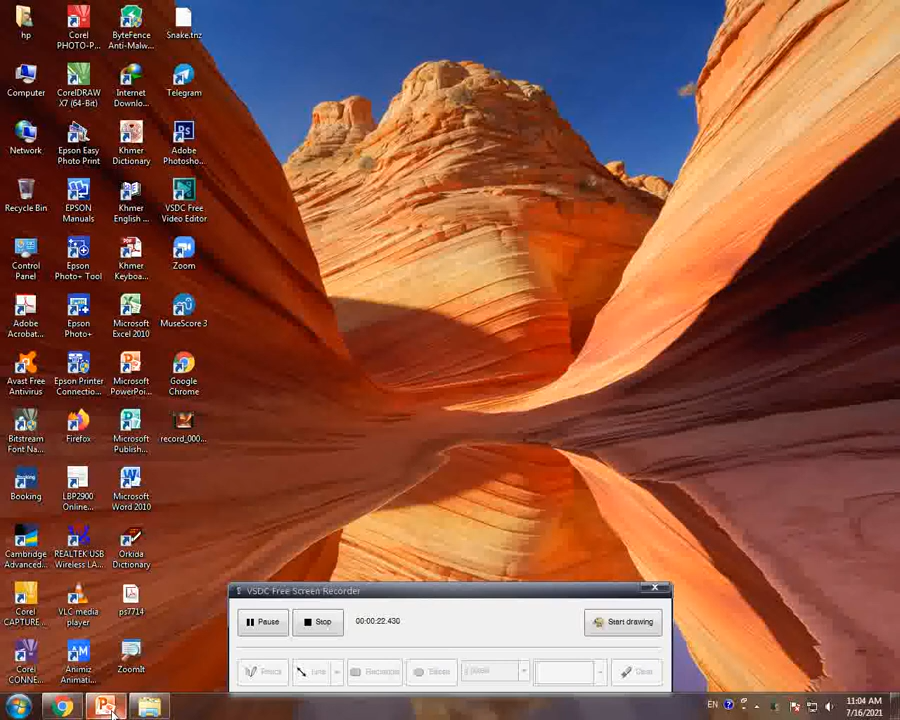 hp
Corel
PHOTO-P...
ByteFence
Anti-Malw...
Snake.tnz
Computer
CorelDRAW
X7 (64-Bit)
Internet
Downlo...
Telegram
Network
Epson Easy
Photo Print
Khmer
Dictionary
Adobe
Photosho...
Recycle Bin
EPSON
Manuals
Khmer
English ...
VSDC Free
Video Editor
Control
Panel
Epson
Photo+ Tool
Khmer
Keyboa...
Zoom
Adobe
Acrobat...
Epson
Photo+
Microsoft
Excel 2010
MuseScore 3
Avast Free
Antivirus
Epson Printer
Connectio...
Microsoft
PowerPoi...
Google
Chrome
Bitstream
Font Na...
Firefox
Microsoft
Publish...
record_000...
Booking
LBP2900
Online...
Microsoft
Word 2010
Cambridge
Advanced...
REALTEK USB
Wireless LA...
Orkida
Dictionary
Corel
CAPTURE...
VLC media
player
ps7714
Corel
CONNE...
Animiz
Animati...
ZoomIt
VSDC Free Screen Recorder
Pause
Stop
00:00:22.430
Start drawing
Line
Rectangle
Ellipse
Clear
EN
11:04 AM
7/16/2021